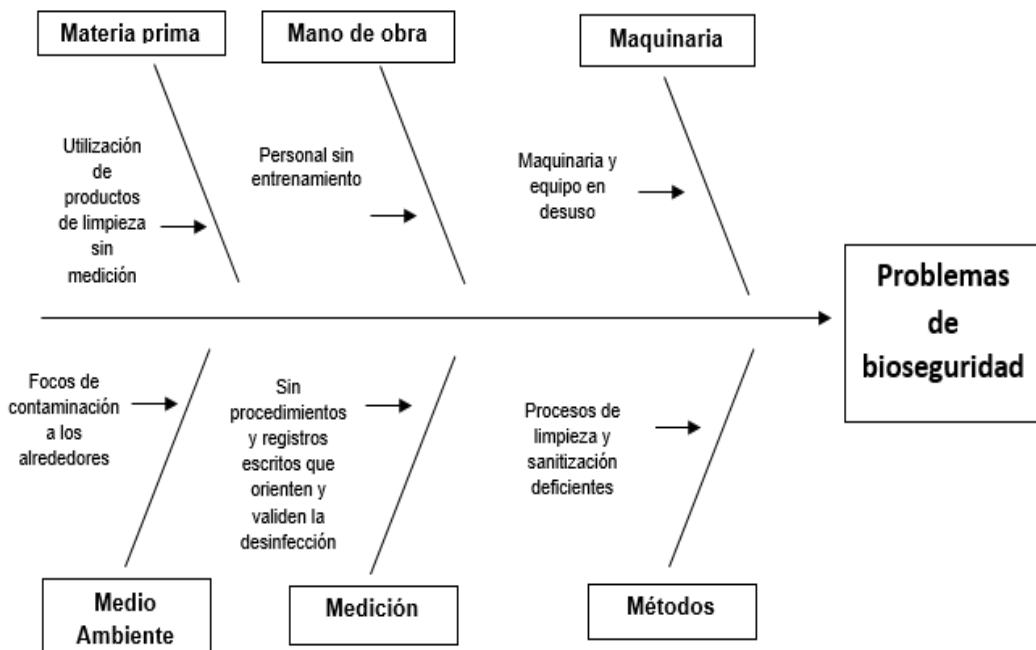 Materia prima
Mano de obra
Maquinaria
Utilización
de
productos
de limpieza
sin
medición
Personal sin
entrenamiento
Maquinaria y
equipo en
desuso
Problemas
de
bioseguridad
Focos de
contaminación
a los
alrededores
Sin
procedimientos
y registros
escritos que
orienten y
validen la
desinfección
Procesos de
limpieza y
sanitización
deficientes
Medio
Ambiente
Medición
Métodos